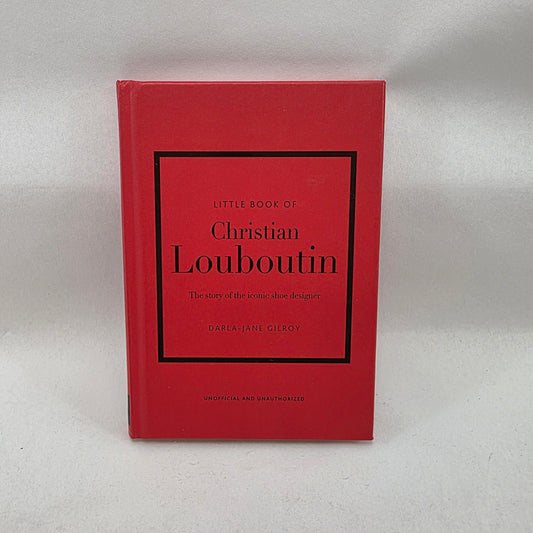 LITTLE BOOK OF
Christian
Louboutin
The story of the iconic shoe designer
DARLA-JANE GILROY
UNOFFICIAL AND UNAUTHORIZED